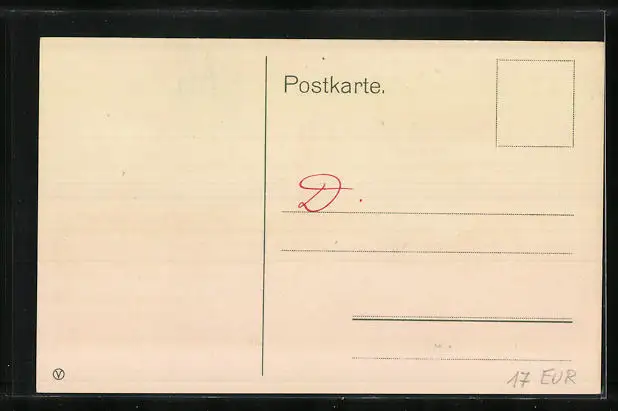 Postkarte.
D.
V
17 EUR